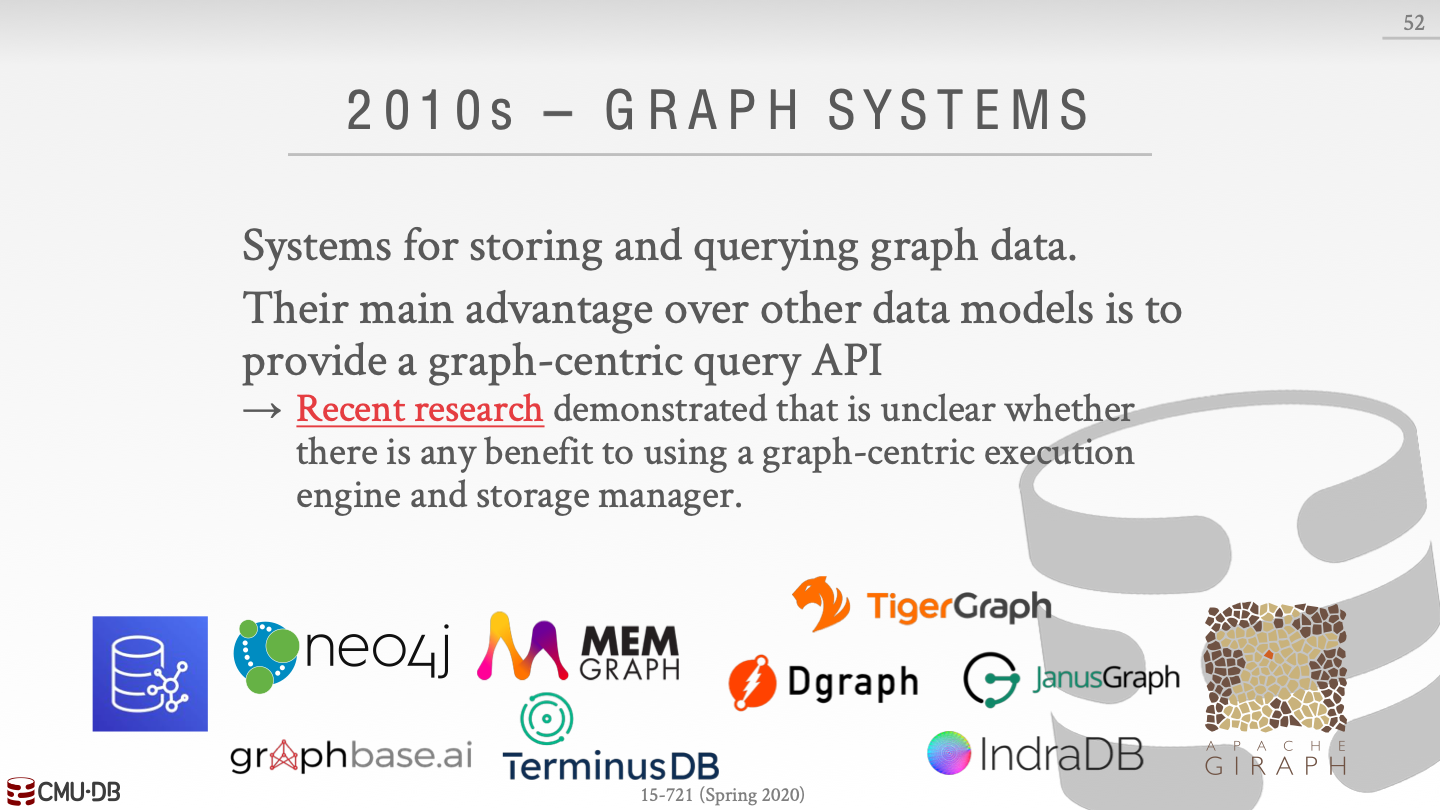 52
2010s – GRAPH SYSTEMS
Systems for storing and querying graph data.
Their main advantage over other data models is to
provide a graph-centric query API
→ Recent research demonstrated that is unclear whether
there is any benefit to using a graph-centric execution
engine and storage manager.
TigerGraph
neo4j
MEM
GRAPH
Dgraph
JanusGraph
graphbase.ai
TerminusDB
IndraDB
APACHE
GIRAPH
CMU·DB
15-721 (Spring 2020)